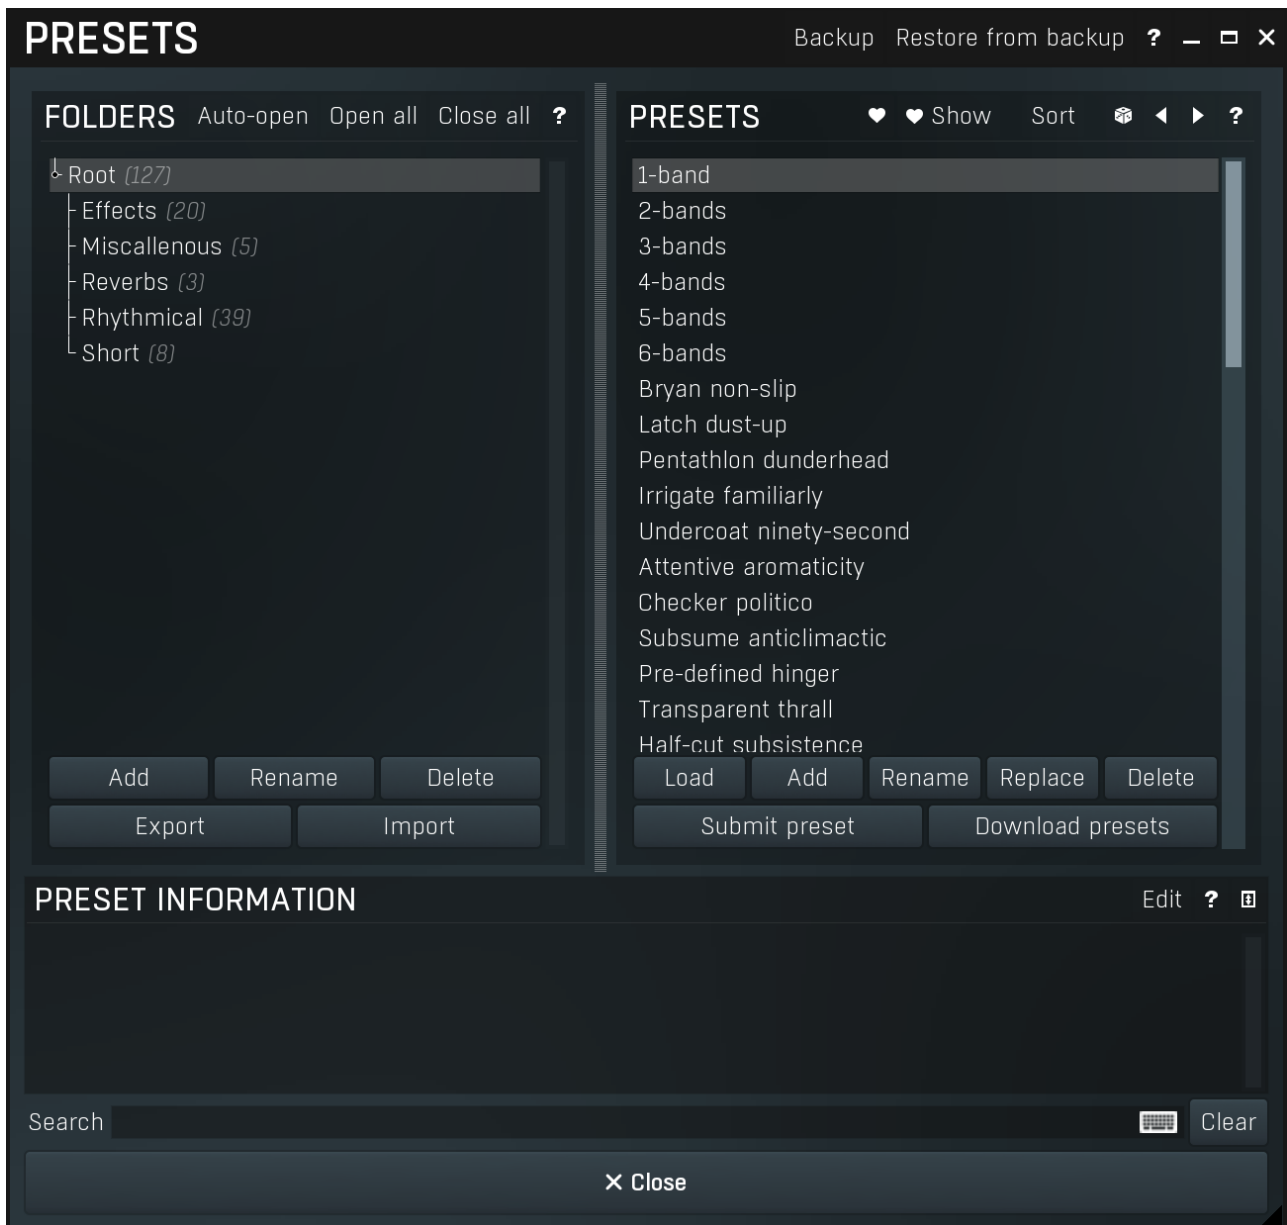 PRESETS Backup Restore from backup ?
FOLDERS Auto-open Open all Close all ?
Root (127)
Effects (20)
Miscallenous (5)
Reverbs (3)
Rhythmical (39)
Short (8)
Add Rename Delete
Export Import
PRESETS Show Sort ?
1-band
2-bands
3-bands
4-bands
5-bands
6-bands
Bryan non-slip
Latch dust-up
Pentathlon dunderhead
Irrigate familiarly
Undercoat ninety-second
Attentive aromaticity
Checker politico
Subsume anticlimactic
Pre-defined hinger
Transparent thrall
Half-cut subsistence
Load Add Rename Replace Delete
Submit preset Download presets
PRESET INFORMATION Edit ?
Search Clear
Close